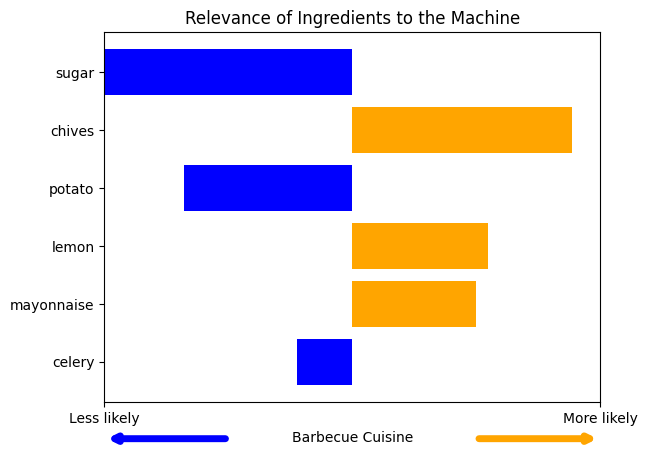 Relevance of Ingredients to the Machine
sugar
chives
potato
lemon
mayonnaise
celery
Less likely
More likely
Barbecue Cuisine